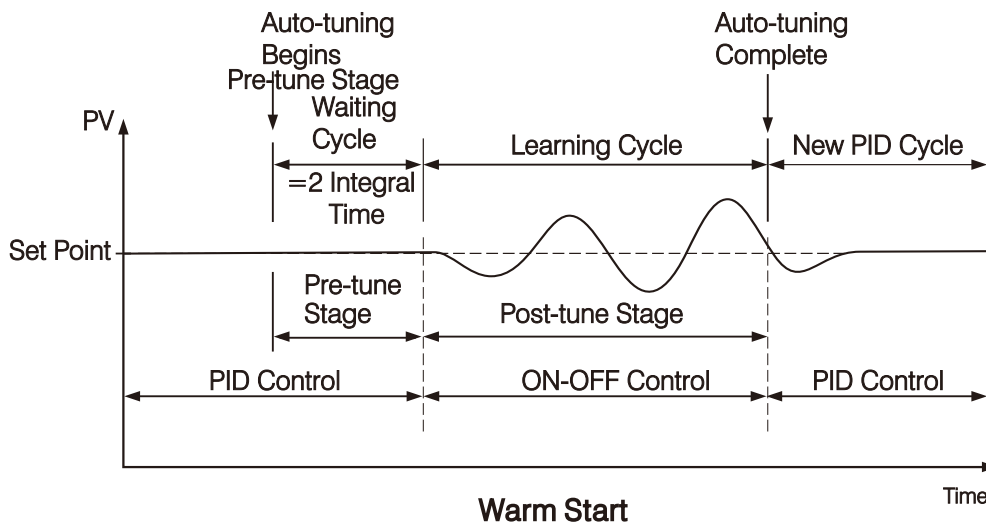 Auto-tuning
Begins
Pre-tune Stage
Waiting
Cycle
=2 Integral
Time
Auto-tuning
Complete
PV
Learning Cycle
New PID Cycle
Set Point
Pre-tune
Stage
Post-tune Stage
PID Control
ON-OFF Control
PID Control
Time
Warm Start